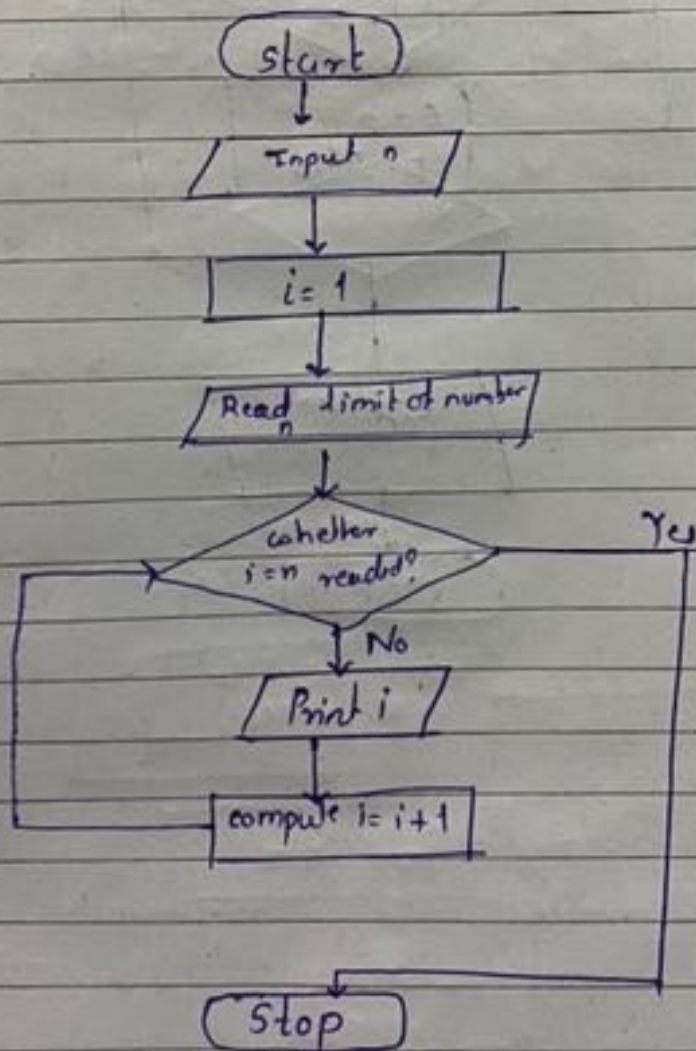 Start
Input n
i = 1
Read limit of number
n
whether
i = n reached?
Yes
No
Print i
compute i = i + 1
Stop